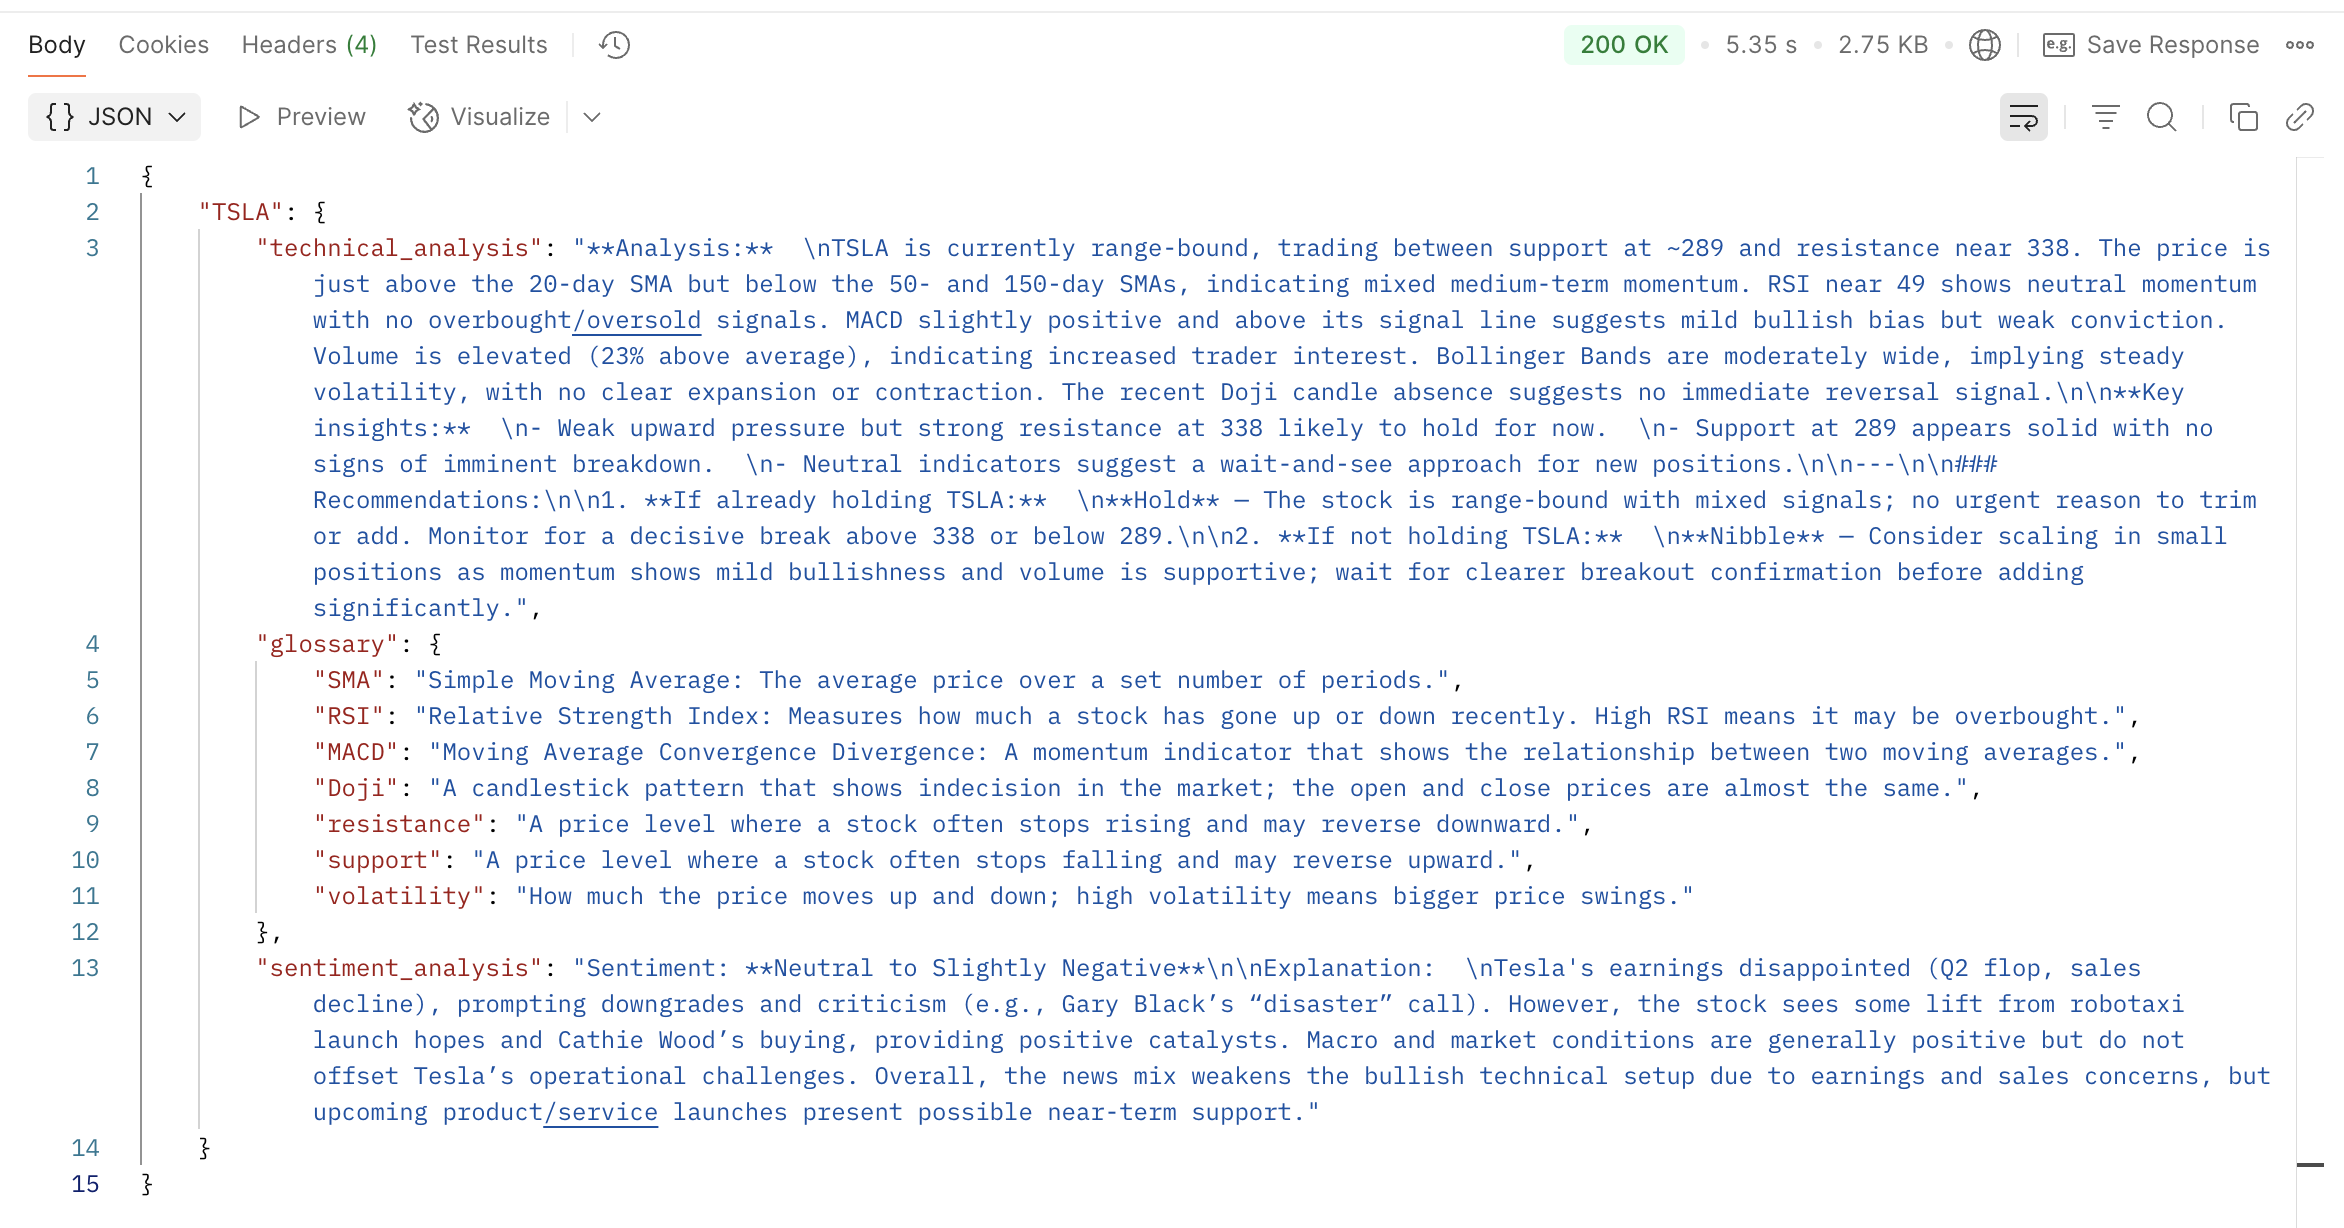 Body Cookies Headers (4) Test Results 200 OK • 5.35 s • 2.75 KB • e.g. Save Response
{} JSON Preview Visualize
1 {
2 "TSLA": {
3 "technical_analysis": "**Analysis:**  \nTSLA is currently range-bound, trading between support at ~289 and resistance near 338. The price is
just above the 20-day SMA but below the 50- and 150-day SMAs, indicating mixed medium-term momentum. RSI near 49 shows neutral momentum
with no overbought/oversold signals. MACD slightly positive and above its signal line suggests mild bullish bias but weak conviction.
Volume is elevated (23% above average), indicating increased trader interest. Bollinger Bands are moderately wide, implying steady
volatility, with no clear expansion or contraction. The recent Doji candle absence suggests no immediate reversal signal.\n\n**Key
insights:**  \n- Weak upward pressure but strong resistance at 338 likely to hold for now.  \n- Support at 289 appears solid with no
signs of imminent breakdown.  \n- Neutral indicators suggest a wait-and-see approach for new positions.\n\n---\n\n###
Recommendations:\n\n1. **If already holding TSLA:**  \n**Hold** — The stock is range-bound with mixed signals; no urgent reason to trim
or add. Monitor for a decisive break above 338 or below 289.\n\n2. **If not holding TSLA:**  \n**Nibble** — Consider scaling in small
positions as momentum shows mild bullishness and volume is supportive; wait for clearer breakout confirmation before adding
significantly.",
4 "glossary": {
5 "SMA": "Simple Moving Average: The average price over a set number of periods.",
6 "RSI": "Relative Strength Index: Measures how much a stock has gone up or down recently. High RSI means it may be overbought.",
7 "MACD": "Moving Average Convergence Divergence: A momentum indicator that shows the relationship between two moving averages.",
8 "Doji": "A candlestick pattern that shows indecision in the market; the open and close prices are almost the same.",
9 "resistance": "A price level where a stock often stops rising and may reverse downward.",
10 "support": "A price level where a stock often stops falling and may reverse upward.",
11 "volatility": "How much the price moves up and down; high volatility means bigger price swings."
12 },
13 "sentiment_analysis": "Sentiment: **Neutral to Slightly Negative**\n\nExplanation:  \nTesla's earnings disappointed (Q2 flop, sales
decline), prompting downgrades and criticism (e.g., Gary Black’s “disaster” call). However, the stock sees some lift from robotaxi
launch hopes and Cathie Wood’s buying, providing positive catalysts. Macro and market conditions are generally positive but do not
offset Tesla’s operational challenges. Overall, the news mix weakens the bullish technical setup due to earnings and sales concerns, but
upcoming product/service launches present possible near-term support."
14 }
15 }